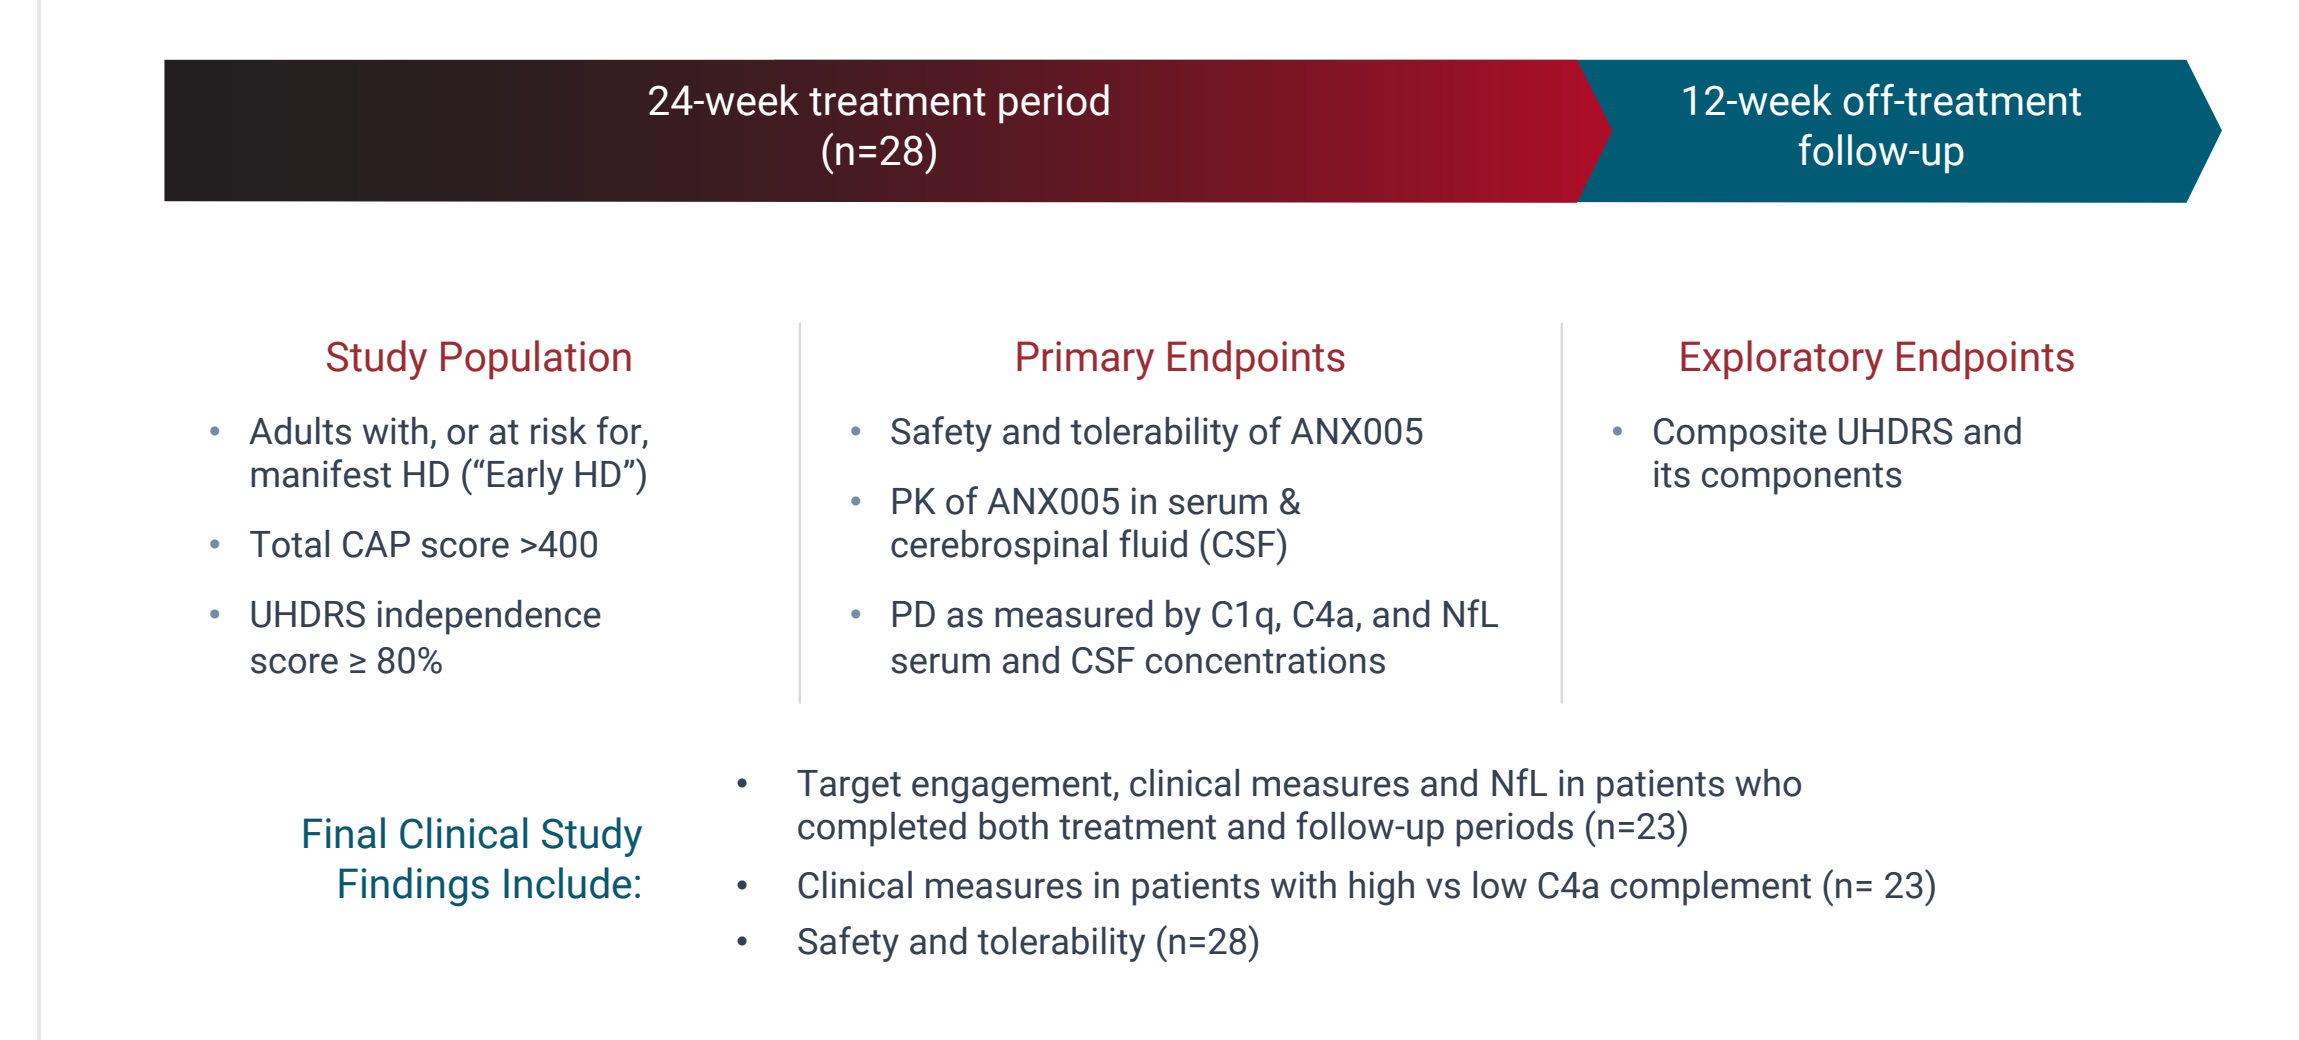 24-week treatment period
(n=28)
12-week off-treatment
follow-up
Study Population
• Adults with, or at risk for,
manifest HD (“Early HD”)
• Total CAP score >400
• UHDRS independence
score ≥ 80%
Primary Endpoints
• Safety and tolerability of ANX005
• PK of ANX005 in serum &
cerebrospinal fluid (CSF)
• PD as measured by C1q, C4a, and NfL
serum and CSF concentrations
Exploratory Endpoints
• Composite UHDRS and
its components
Final Clinical Study
Findings Include:
• Target engagement, clinical measures and NfL in patients who
completed both treatment and follow-up periods (n=23)
• Clinical measures in patients with high vs low C4a complement (n= 23)
• Safety and tolerability (n=28)